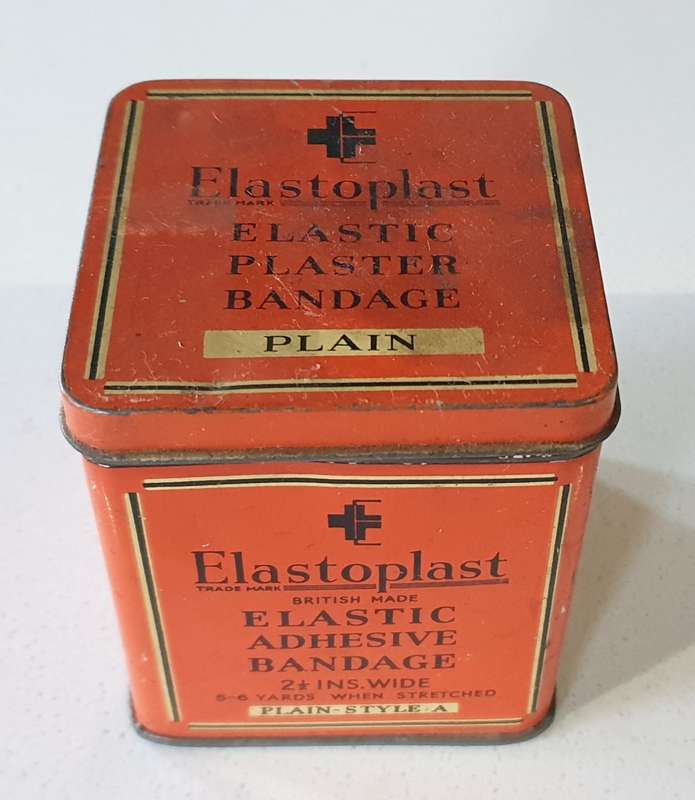 E
Elastoplast
TRADE MARK
ELASTIC
PLASTER
BANDAGE
PLAIN
E
Elastoplast
TRADE MARK
BRITISH MADE
ELASTIC
ADHESIVE
BANDAGE
2½ INS. WIDE
5-6 YARDS WHEN STRETCHED
PLAIN-STYLE-A